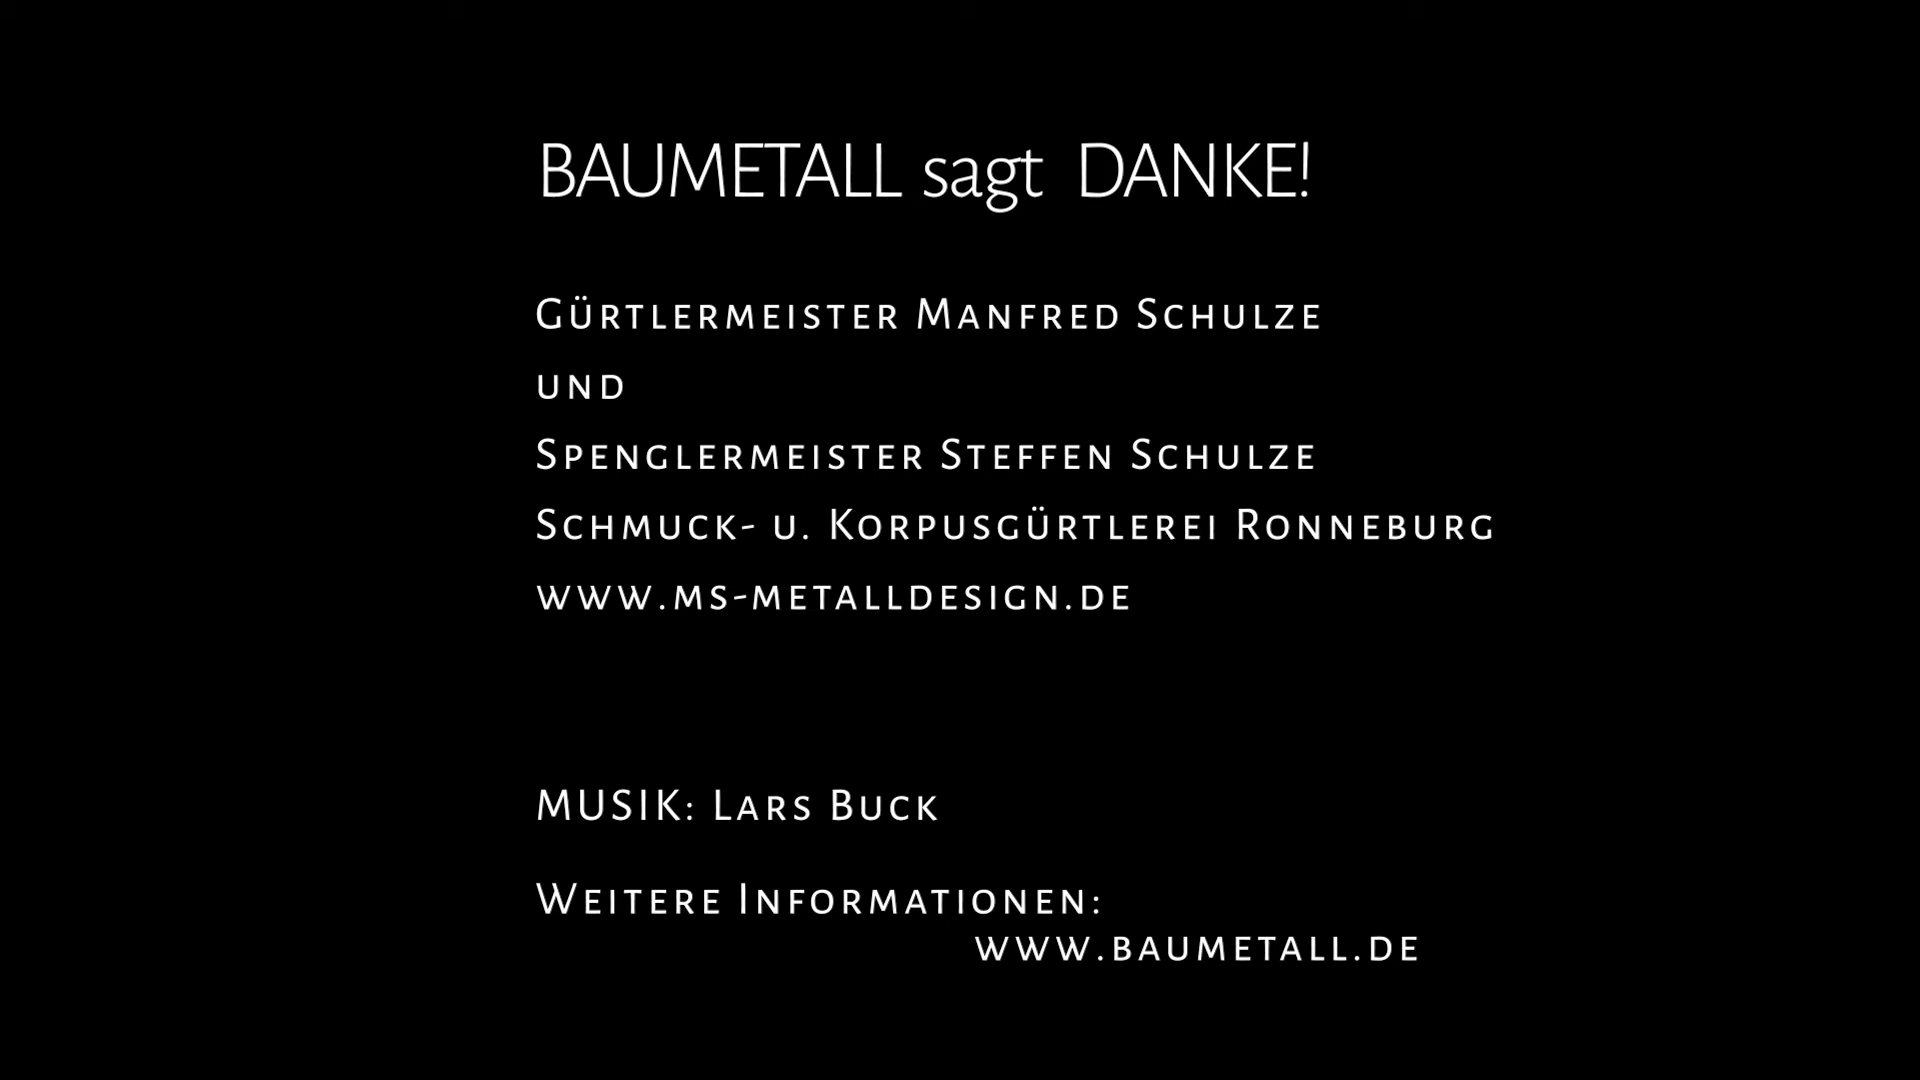 BAUMETALL sagt DANKE!
Gürtlermeister Manfred Schulze
und
Spenglermeister Steffen Schulze
Schmuck- u. Korpusgürtlerei Ronneburg
www.ms-metalldesign.de
MUSIK: Lars Buck
Weitere Informationen:
www.baumetall.de